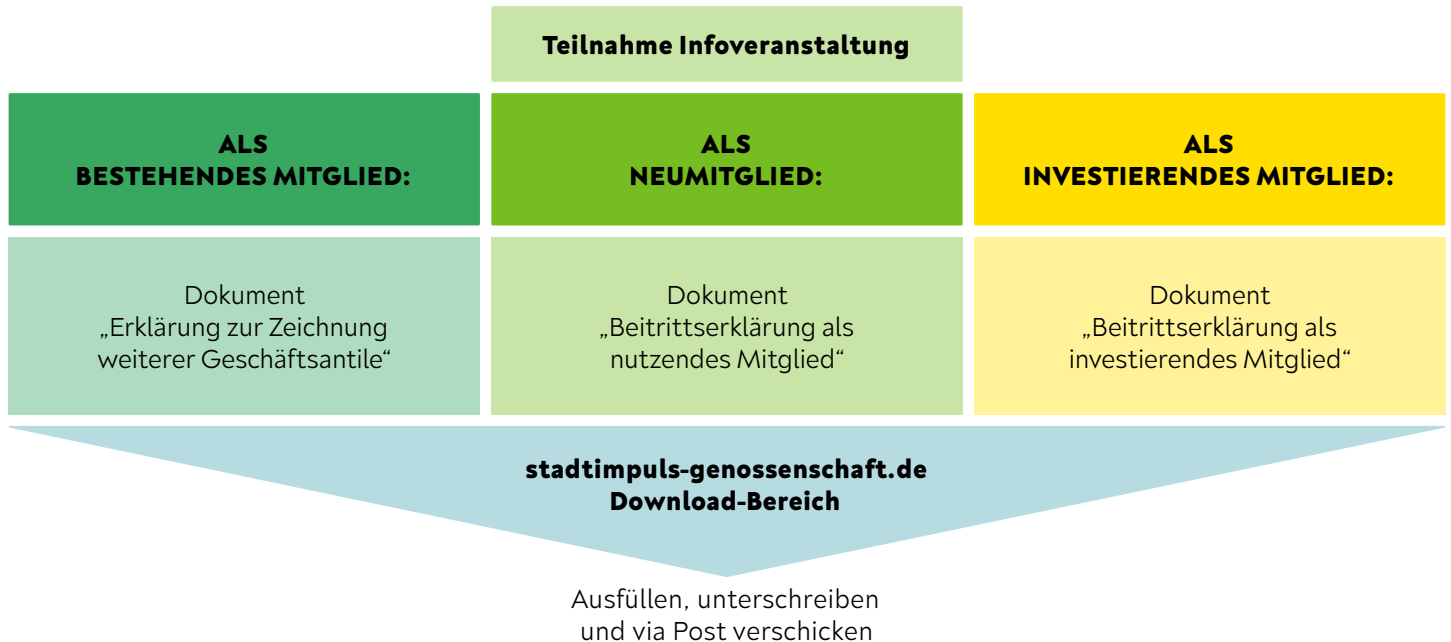 Teilnahme Infoveranstaltung
ALS
BESTEHENDES MITGLIED:
Dokument
„Erklärung zur Zeichnung
weiterer Geschäftsantile“
ALS
NEUMITGLIED:
Dokument
„Beitrittserklärung als
nutzendes Mitglied“
ALS
INVESTIERENDES MITGLIED:
Dokument
„Beitrittserklärung als
investierendes Mitglied“
stadtimpuls-genossenschaft.de
Download-Bereich
Ausfüllen, unterschreiben
und via Post verschicken